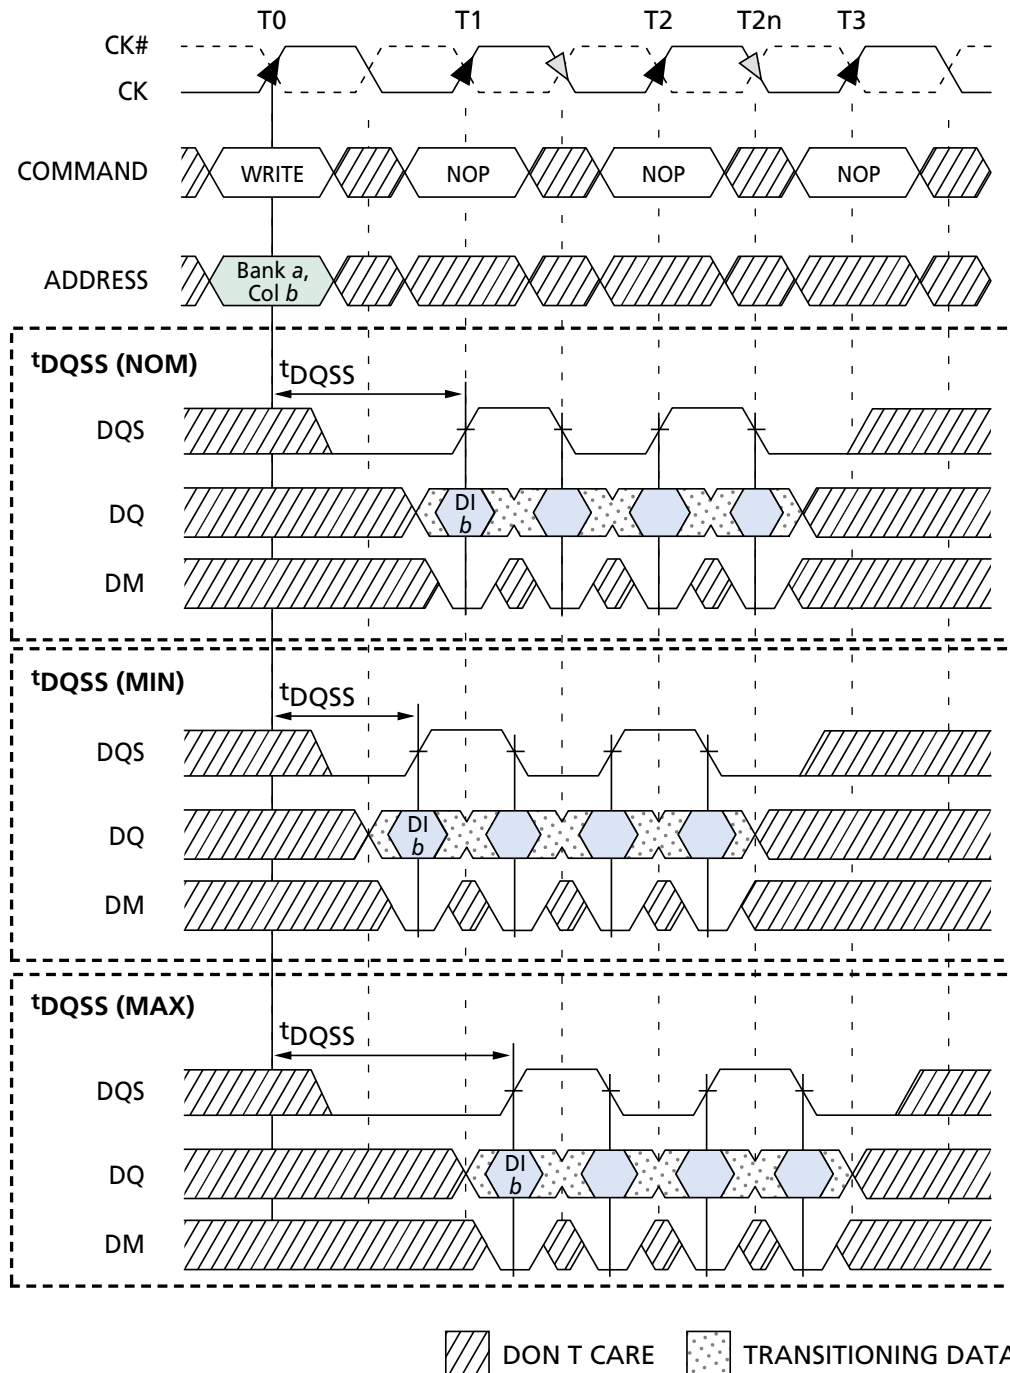 T0 T1 T2 T2n T3
CK#
CK
COMMAND WRITE NOP NOP NOP
ADDRESS Bank a,
Col b
tDQSS (NOM)
tDQSS
DQS
DQ DI
b
DM
tDQSS (MIN)
tDQSS
DQS
DQ DI
b
DM
tDQSS (MAX)
tDQSS
DQS
DQ DI
b
DM
DON T CARE TRANSITIONING DATA